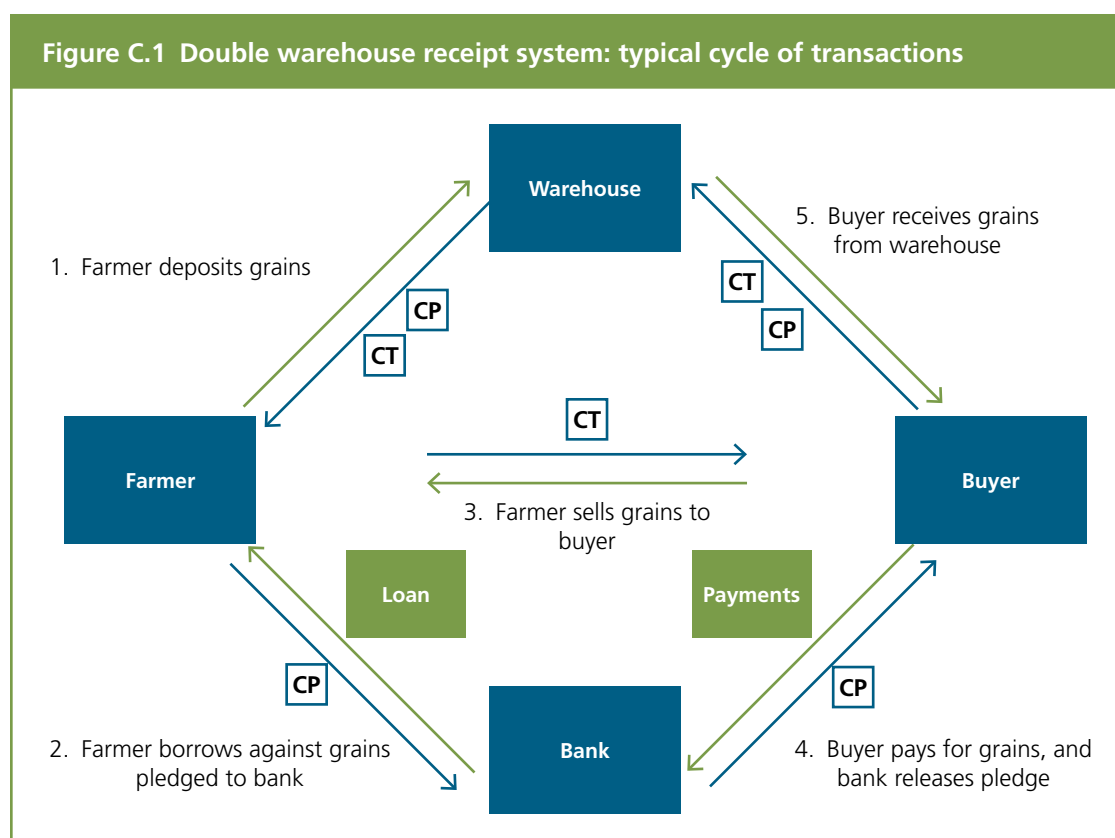 Figure C.1 Double warehouse receipt system: typical cycle of transactions
Warehouse
5. Buyer receives grains
from warehouse
1. Farmer deposits grains
CT
CP
CP
CT
CT
Farmer
Buyer
3. Farmer sells grains to
buyer
Loan
Payments
CP
CP
2. Farmer borrows against grains
pledged to bank
Bank
4. Buyer pays for grains, and
bank releases pledge